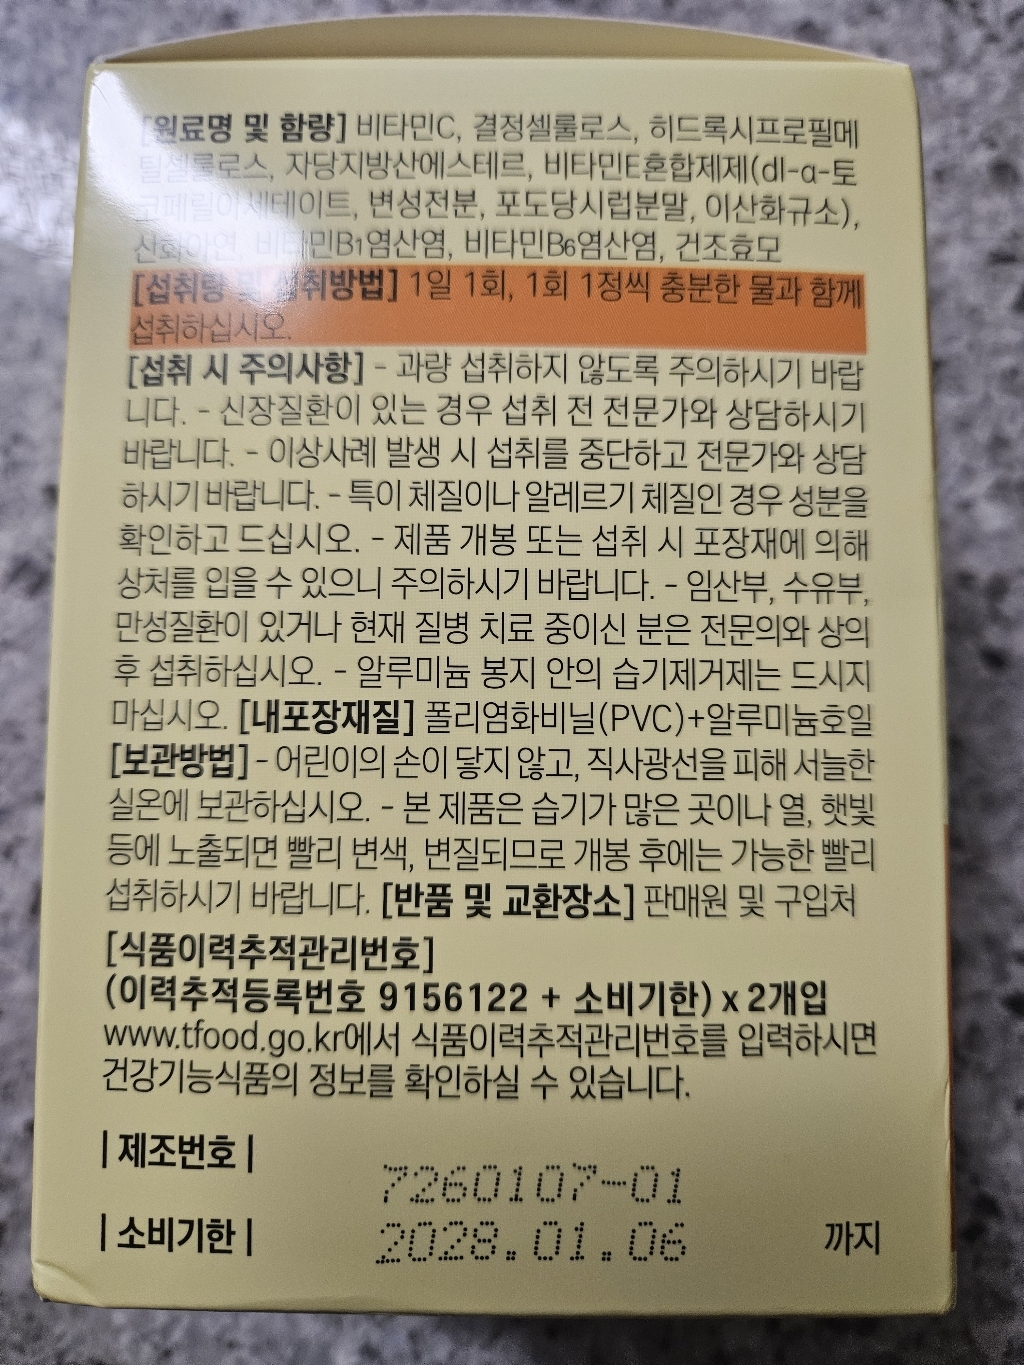 [원료명 및 함량] 비타민C, 결정셀룰로스, 히드록시프로필메
틸셀룰로스, 자당지방산에스테르, 비타민E혼합제제(dl-α-토
코페릴아세테이트, 변성전분, 포도당시럽분말, 이산화규소),
산화아연, 비타민B1염산염, 비타민B6염산염, 건조효모
[섭취량 및 섭취방법] 1일 1회, 1회 1정씩 충분한 물과 함께
섭취하십시오.
[섭취 시 주의사항] - 과량 섭취하지 않도록 주의하시기 바랍
니다. - 신장질환이 있는 경우 섭취 전 전문가와 상담하시기
바랍니다. - 이상사례 발생 시 섭취를 중단하고 전문가와 상담
하시기 바랍니다. - 특이 체질이나 알레르기 체질인 경우 성분을
확인하고 드십시오. - 제품 개봉 또는 섭취 시 포장재에 의해
상처를 입을 수 있으니 주의하시기 바랍니다. - 임산부, 수유부,
만성질환이 있거나 현재 질병 치료 중이신 분은 전문의와 상의
후 섭취하십시오. - 알루미늄 봉지 안의 습기제거제는 드시지
마십시오. [내포장재질] 폴리염화비닐(PVC)+알루미늄호일
[보관방법] - 어린이의 손이 닿지 않고, 직사광선을 피해 서늘한
실온에 보관하십시오. - 본 제품은 습기가 많은 곳이나 열, 햇빛
등에 노출되면 빨리 변색, 변질되므로 개봉 후에는 가능한 빨리
섭취하시기 바랍니다. [반품 및 교환장소] 판매원 및 구입처
[식품이력추적관리번호]
(이력추적등록번호 9156122 + 소비기한) x 2개입
www.tfood.go.kr에서 식품이력추적관리번호를 입력하시면
건강기능식품의 정보를 확인하실 수 있습니다.
| 제조번호 | 7260107-01
| 소비기한 | 2028.01.06 까지